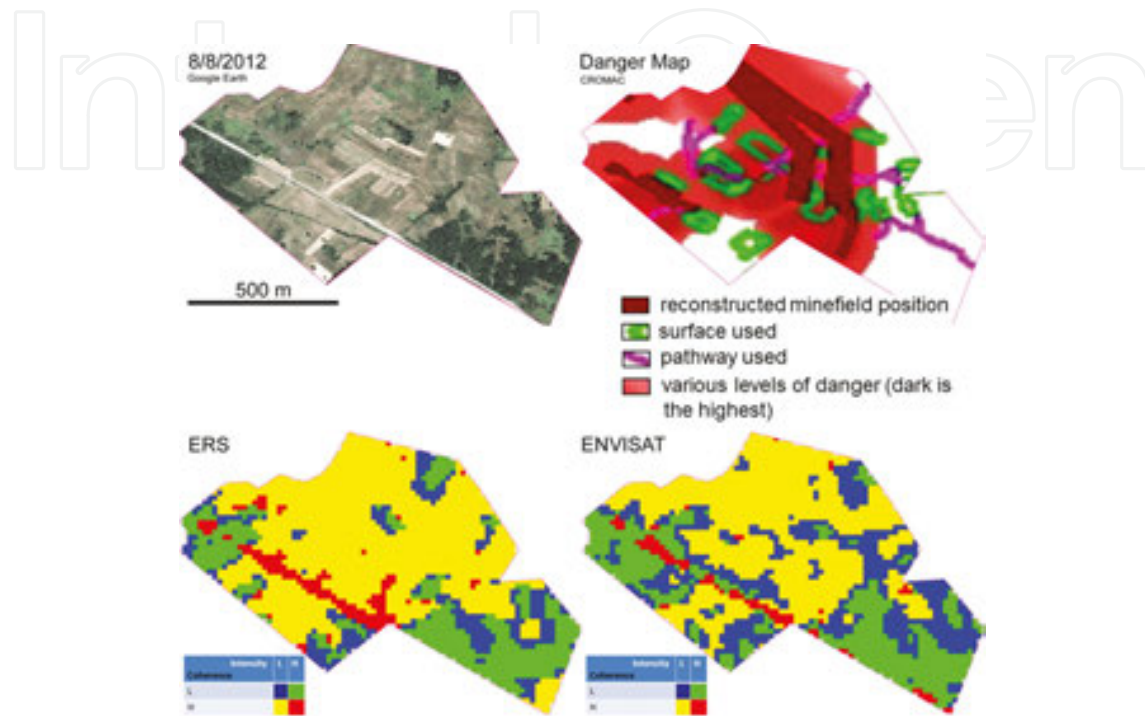 8/8/2012
Google Earth
500 m
Danger Map
CROMAC
reconstructed minefield position
surface used
pathway used
various levels of danger (dark is
the highest)
ERS
ENVISAT
Intensity L H
Coherence
L
H
Intensity L H
Coherence
L
H